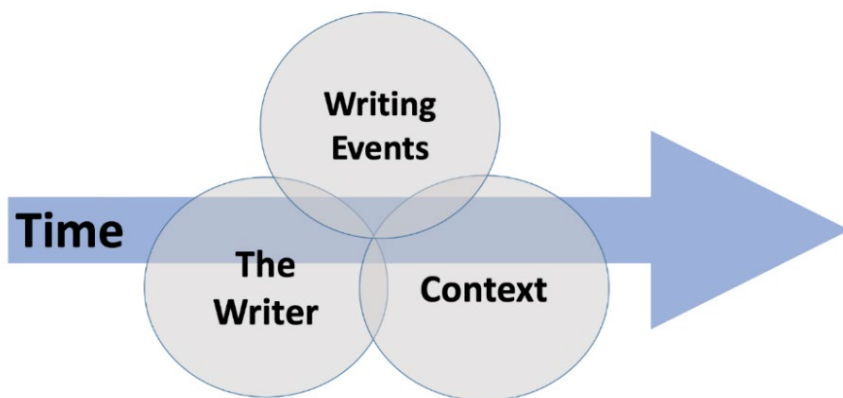 Writing
Events
Time
The
Writer
Context